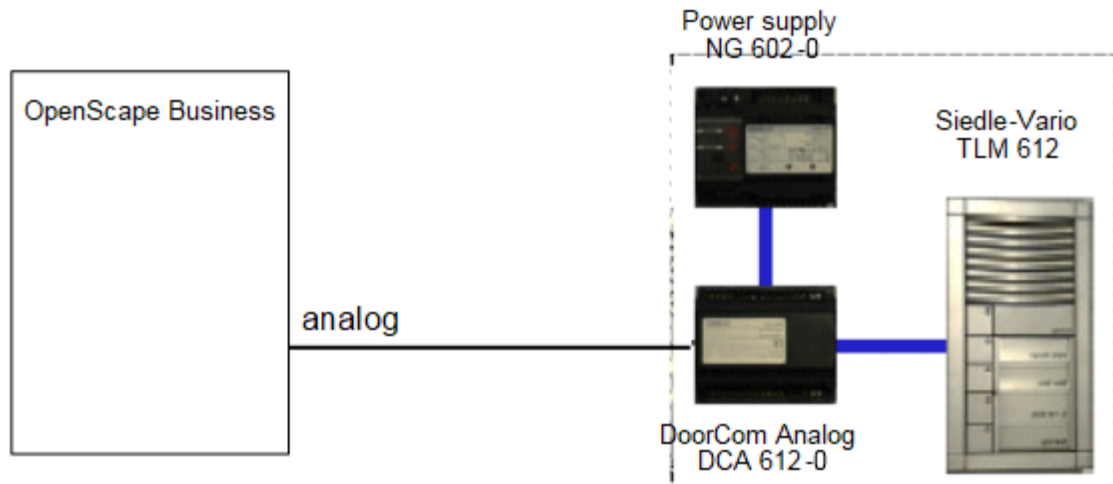 Power supply
NG 602-0
OpenScape Business
Siedle-Vario
TLM 612
analog
DoorCom Analog
DCA 612-0